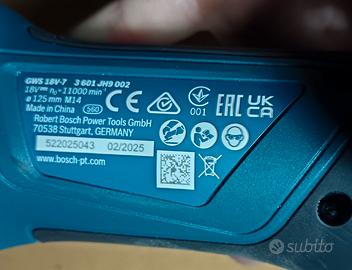 GWS 18V-7 3 601 JH9 002
18V⎓ n₀ 11000 min⁻¹
ø 125 mm M14
Made in China S60
CE
001
EAC
UK
CA
Robert Bosch Power Tools GmbH
70538 Stuttgart, GERMANY
522025043 02/2025
www.bosch-pt.com
subito